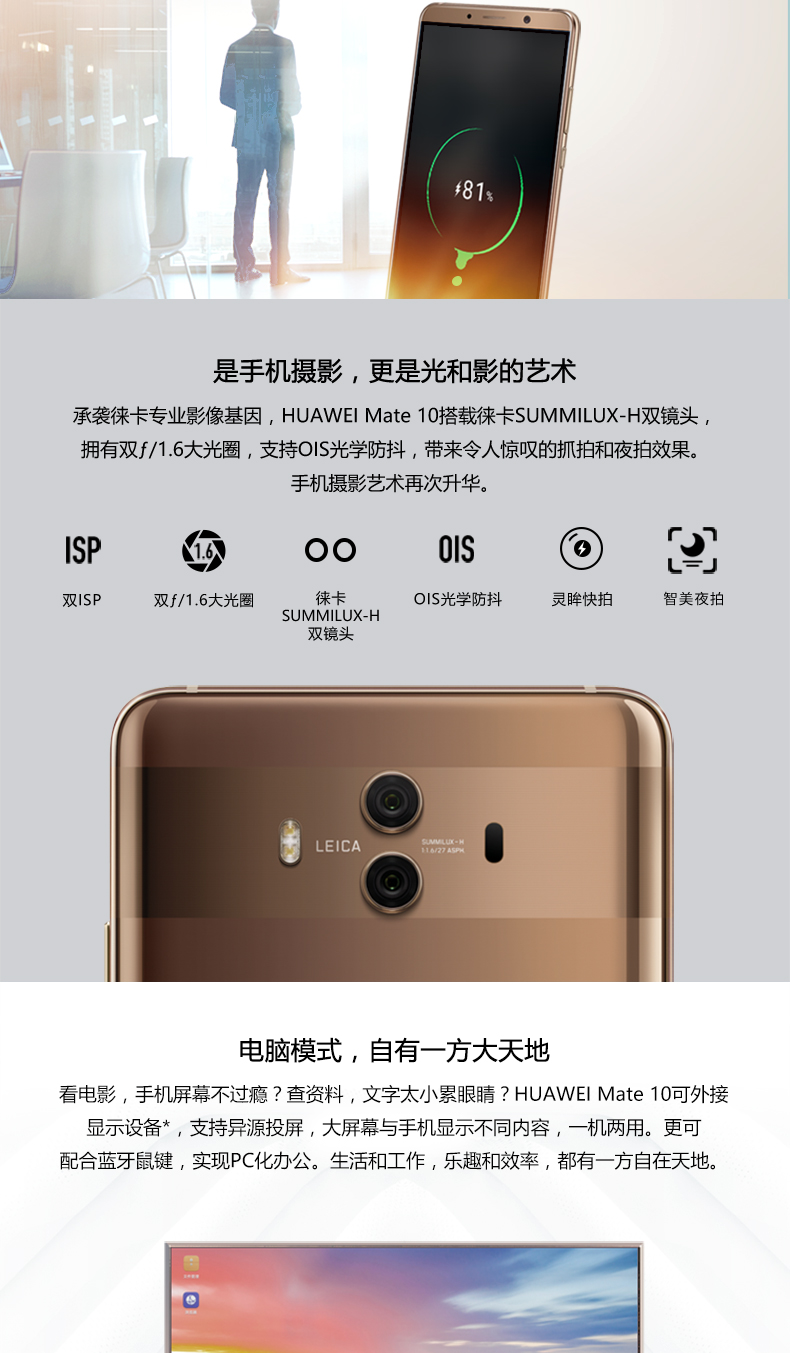 81%
是手机摄影，更是光和影的艺术
承袭徕卡专业影像基因，HUAWEI Mate 10搭载徕卡SUMMILUX-H双镜头，
拥有双ƒ/1.6大光圈，支持OIS光学防抖，带来令人惊叹的抓拍和夜拍效果。
手机摄影艺术再次升华。
ISP
1.6
OIS
双ISP
双ƒ/1.6大光圈
徕卡
SUMMILUX-H
双镜头
OIS光学防抖
灵眸快拍
智美夜拍
LEICA
SUMMILUX-H
1:1.6/27 ASPH.
电脑模式，自有一方大天地
看电影，手机屏幕不过瘾？查资料，文字太小累眼睛？HUAWEI Mate 10可外接
显示设备*，支持异源投屏，大屏幕与手机显示不同内容，一机两用。更可
配合蓝牙鼠键，实现PC化办公。生活和工作，乐趣和效率，都有一方自在天地。